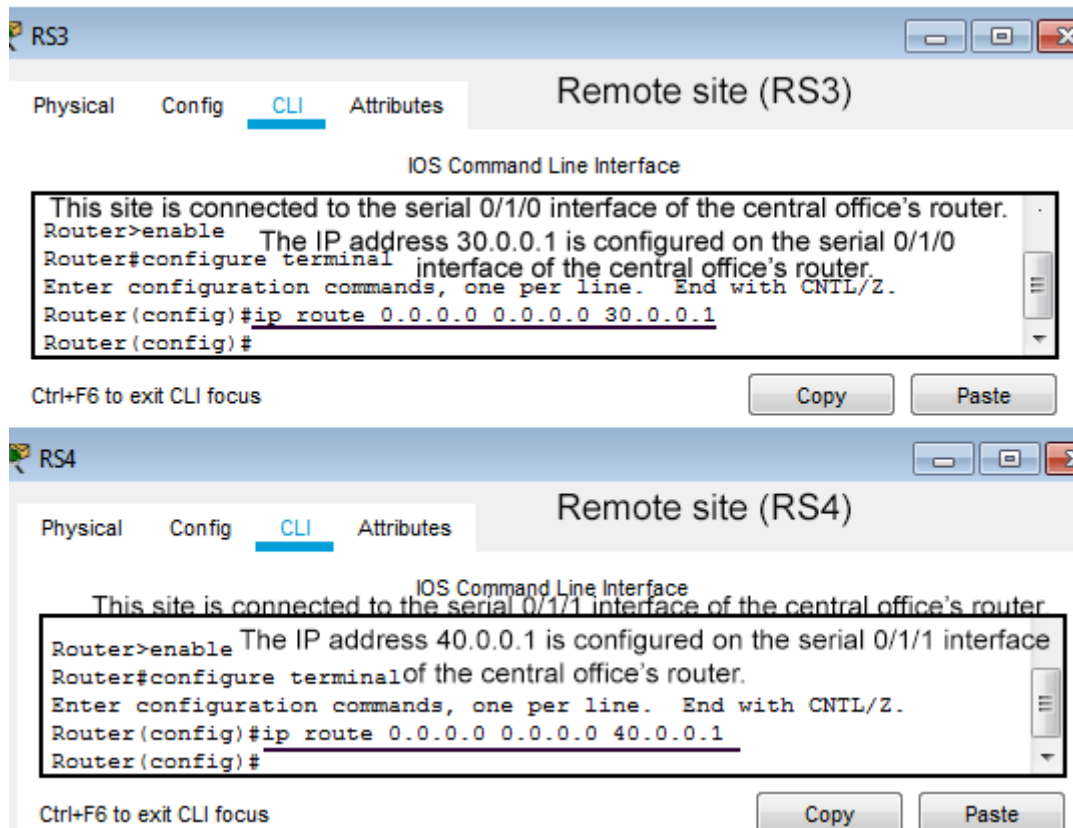 RS3
Physical Config CLI Attributes Remote site (RS3)
IOS Command Line Interface
This site is connected to the serial 0/1/0 interface of the central office's router.
Router>enable
The IP address 30.0.0.1 is configured on the serial 0/1/0
Router#configure terminal
interface of the central office's router.
Enter configuration commands, one per line. End with CNTL/Z.
Router(config)#ip route 0.0.0.0 0.0.0.0 30.0.0.1
Router(config)#
Ctrl+F6 to exit CLI focus
Copy Paste
RS4
Physical Config CLI Attributes Remote site (RS4)
IOS Command Line Interface
This site is connected to the serial 0/1/1 interface of the central office's router.
Router>enable
The IP address 40.0.0.1 is configured on the serial 0/1/1 interface
Router#configure terminal
of the central office's router.
Enter configuration commands, one per line. End with CNTL/Z.
Router(config)#ip route 0.0.0.0 0.0.0.0 40.0.0.1
Router(config)#
Ctrl+F6 to exit CLI focus
Copy Paste